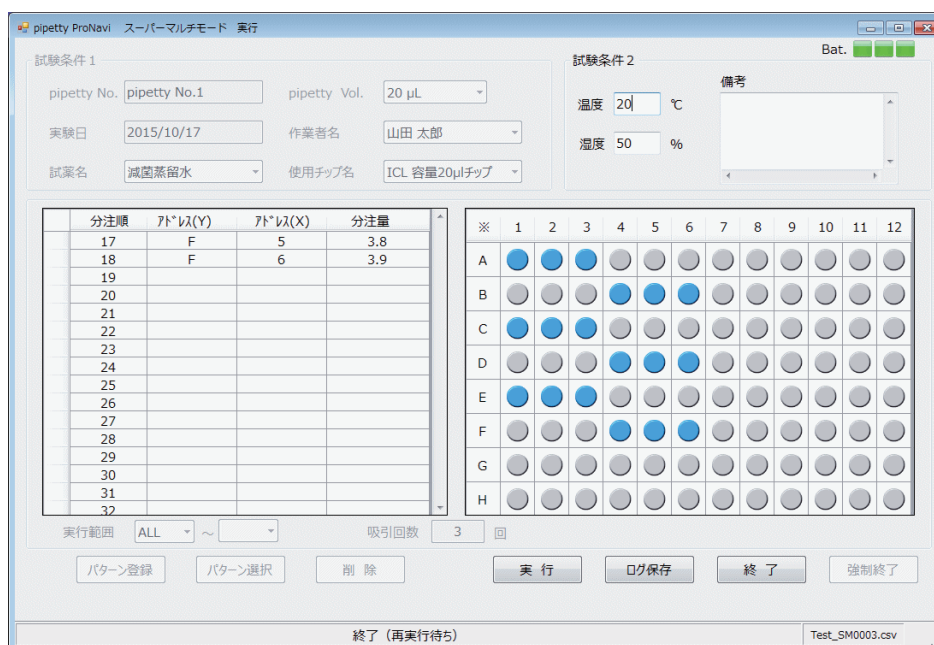 pipetty ProNavi スーパーマルチモード 実行
Bat.
試験条件1
pipetty No. pipetty No.1 pipetty Vol. 20 µL
実験日 2015/10/17 作業者名 山田 太郎
試薬名 滅菌蒸留水 使用チップ名 ICL 容量20µlチップ
試験条件2
備考
温度 20 ℃
湿度 50 %
分注順 ｱﾄﾞﾚｽ(Y) ｱﾄﾞﾚｽ(X) 分注量
17 F 5 3.8
18 F 6 3.9
19
20
21
22
23
24
25
26
27
28
29
30
31
32
※ 1 2 3 4 5 6 7 8 9 10 11 12
A
B
C
D
E
F
G
H
実行範囲 ALL ～ 吸引回数 3 回
パターン登録 パターン選択 削 除 実 行 ログ保存 終 了 強制終了
終了（再実行待ち） Test_SM0003.csv